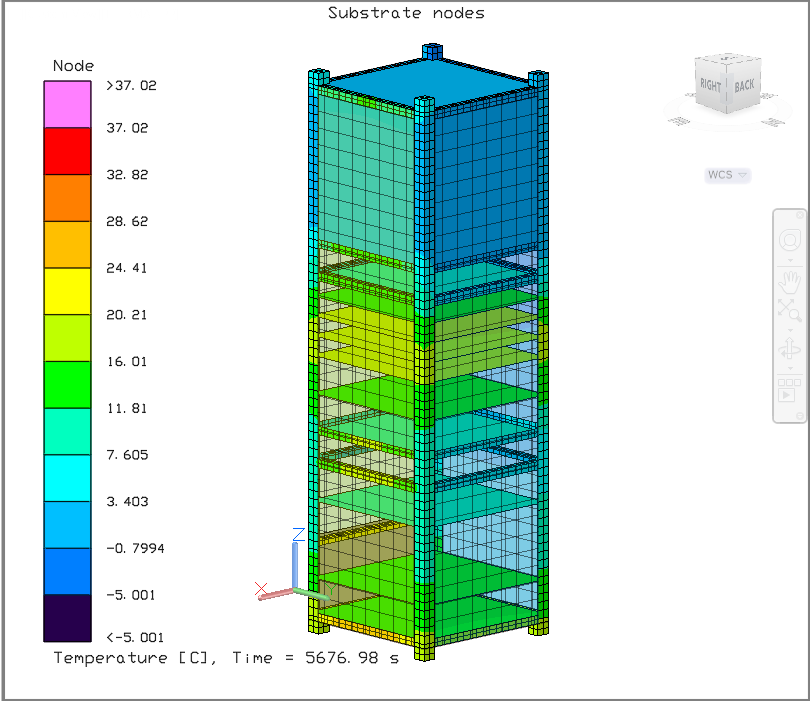 Substrate nodes
Node
>37.02
37.02
32.82
28.62
24.41
20.21
16.01
11.81
7.605
3.403
-0.7994
-5.001
<-5.001
Temperature [C], Time = 5676.98 s
RIGHT
BACK
WCS
Z
X
Y